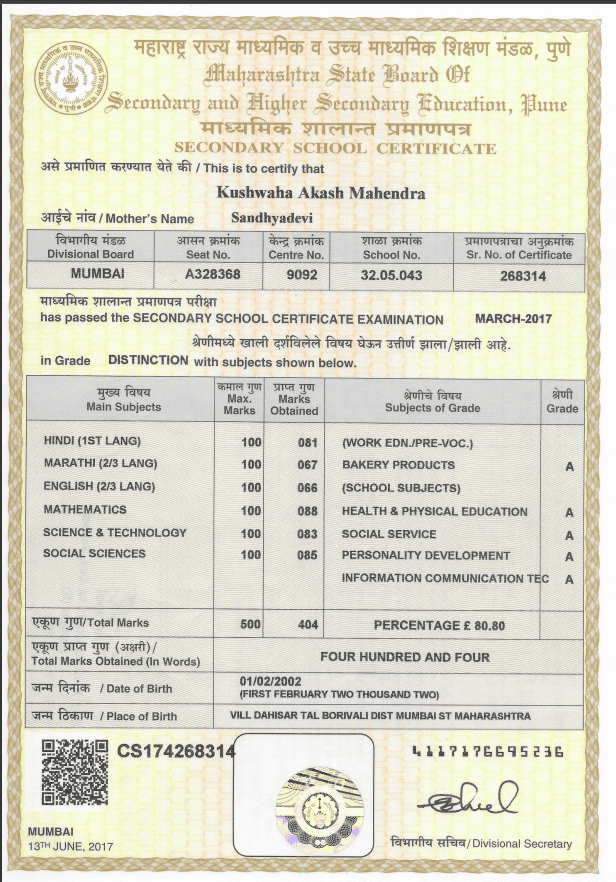 महाराष्ट्र राज्य माध्यमिक व उच्च माध्यमिक शिक्षण मंडळ, पुणे
Maharashtra State Board Of
Secondary and Higher Secondary Education, Pune
माध्यमिक शालान्त प्रमाणपत्र
SECONDARY SCHOOL CERTIFICATE
असे प्रमाणित करण्यात येते की / This is to certify that
Kushwaha Akash Mahendra
आईचे नांव / Mother's Name Sandhyadevi
विभागीय मंडळ आसन क्रमांक केन्द्र क्रमांक शाळा क्रमांक प्रमाणपत्राचा अनुक्रमांक
Divisional Board Seat No. Centre No. School No. Sr. No. of Certificate
MUMBAI A328368 9092 32.05.043 268314
माध्यमिक शालान्त प्रमाणपत्र परीक्षा
has passed the SECONDARY SCHOOL CERTIFICATE EXAMINATION MARCH-2017
श्रेणीमध्ये खाली दर्शविलेले विषय घेऊन उत्तीर्ण झाला/झाली आहे.
in Grade DISTINCTION with subjects shown below.
मुख्य विषय कमाल गुण प्राप्त गुण श्रेणीचे विषय श्रेणी
Main Subjects Max. Marks Marks Obtained Subjects of Grade Grade
HINDI (1ST LANG) 100 081 (WORK EDN./PRE-VOC.)
MARATHI (2/3 LANG) 100 067 BAKERY PRODUCTS A
ENGLISH (2/3 LANG) 100 066 (SCHOOL SUBJECTS)
MATHEMATICS 100 088 HEALTH & PHYSICAL EDUCATION A
SCIENCE & TECHNOLOGY 100 083 SOCIAL SERVICE A
SOCIAL SCIENCES 100 085 PERSONALITY DEVELOPMENT A
INFORMATION COMMUNICATION TEC A
एकूण गुण/Total Marks 500 404 PERCENTAGE £ 80.80
एकूण प्राप्त गुण (अक्षरी)/
Total Marks Obtained (In Words) FOUR HUNDRED AND FOUR
जन्म दिनांक / Date of Birth 01/02/2002
(FIRST FEBRUARY TWO THOUSAND TWO)
जन्म ठिकाण / Place of Birth VILL DAHISAR TAL BORIVALI DIST MUMBAI ST MAHARASHTRA
CS174268314
4117176695236
MUMBAI
13TH JUNE, 2017
विभागीय सचिव/Divisional Secretary